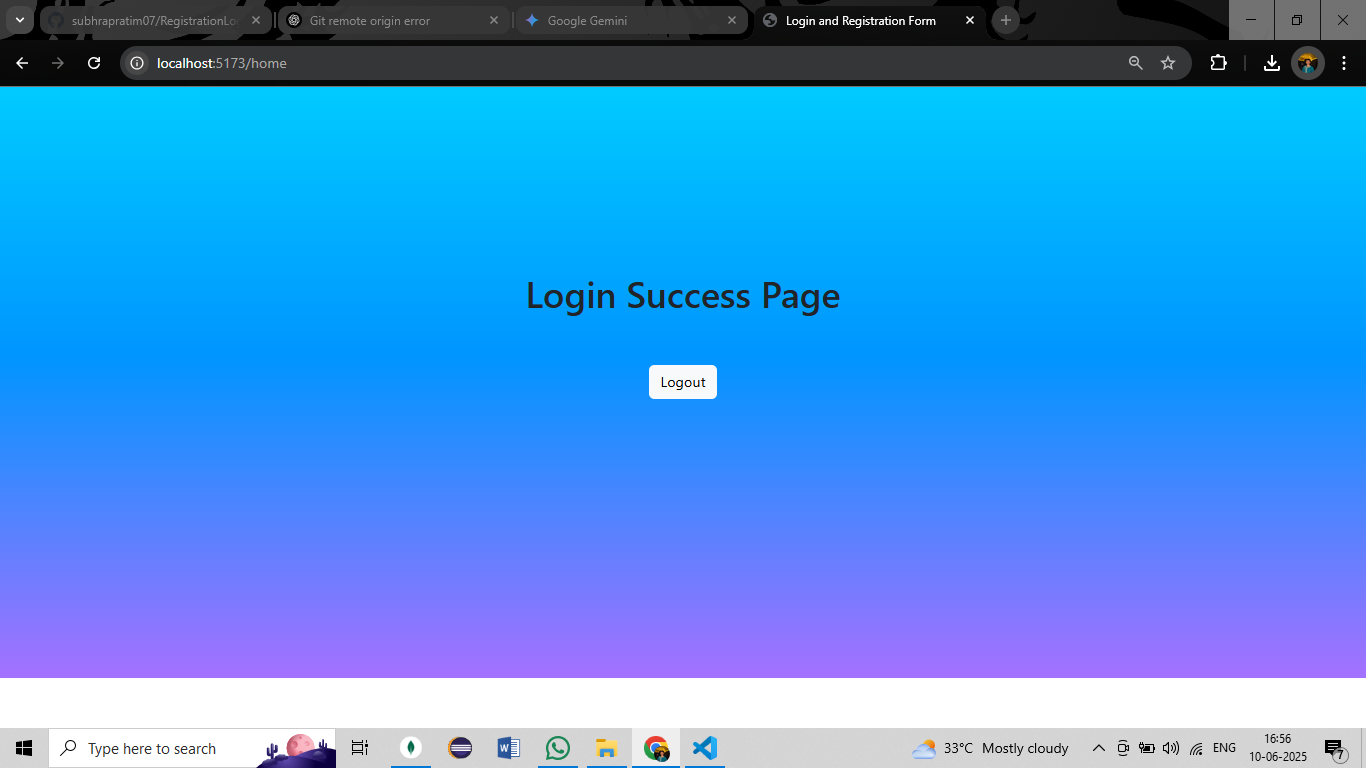 subhrapratim07/RegistrationLo
Git remote origin error
Google Gemini
Login and Registration Form
localhost:5173/home
Login Success Page
Logout
Type here to search
33°C Mostly cloudy
ENG
16:56
10-06-2025
7